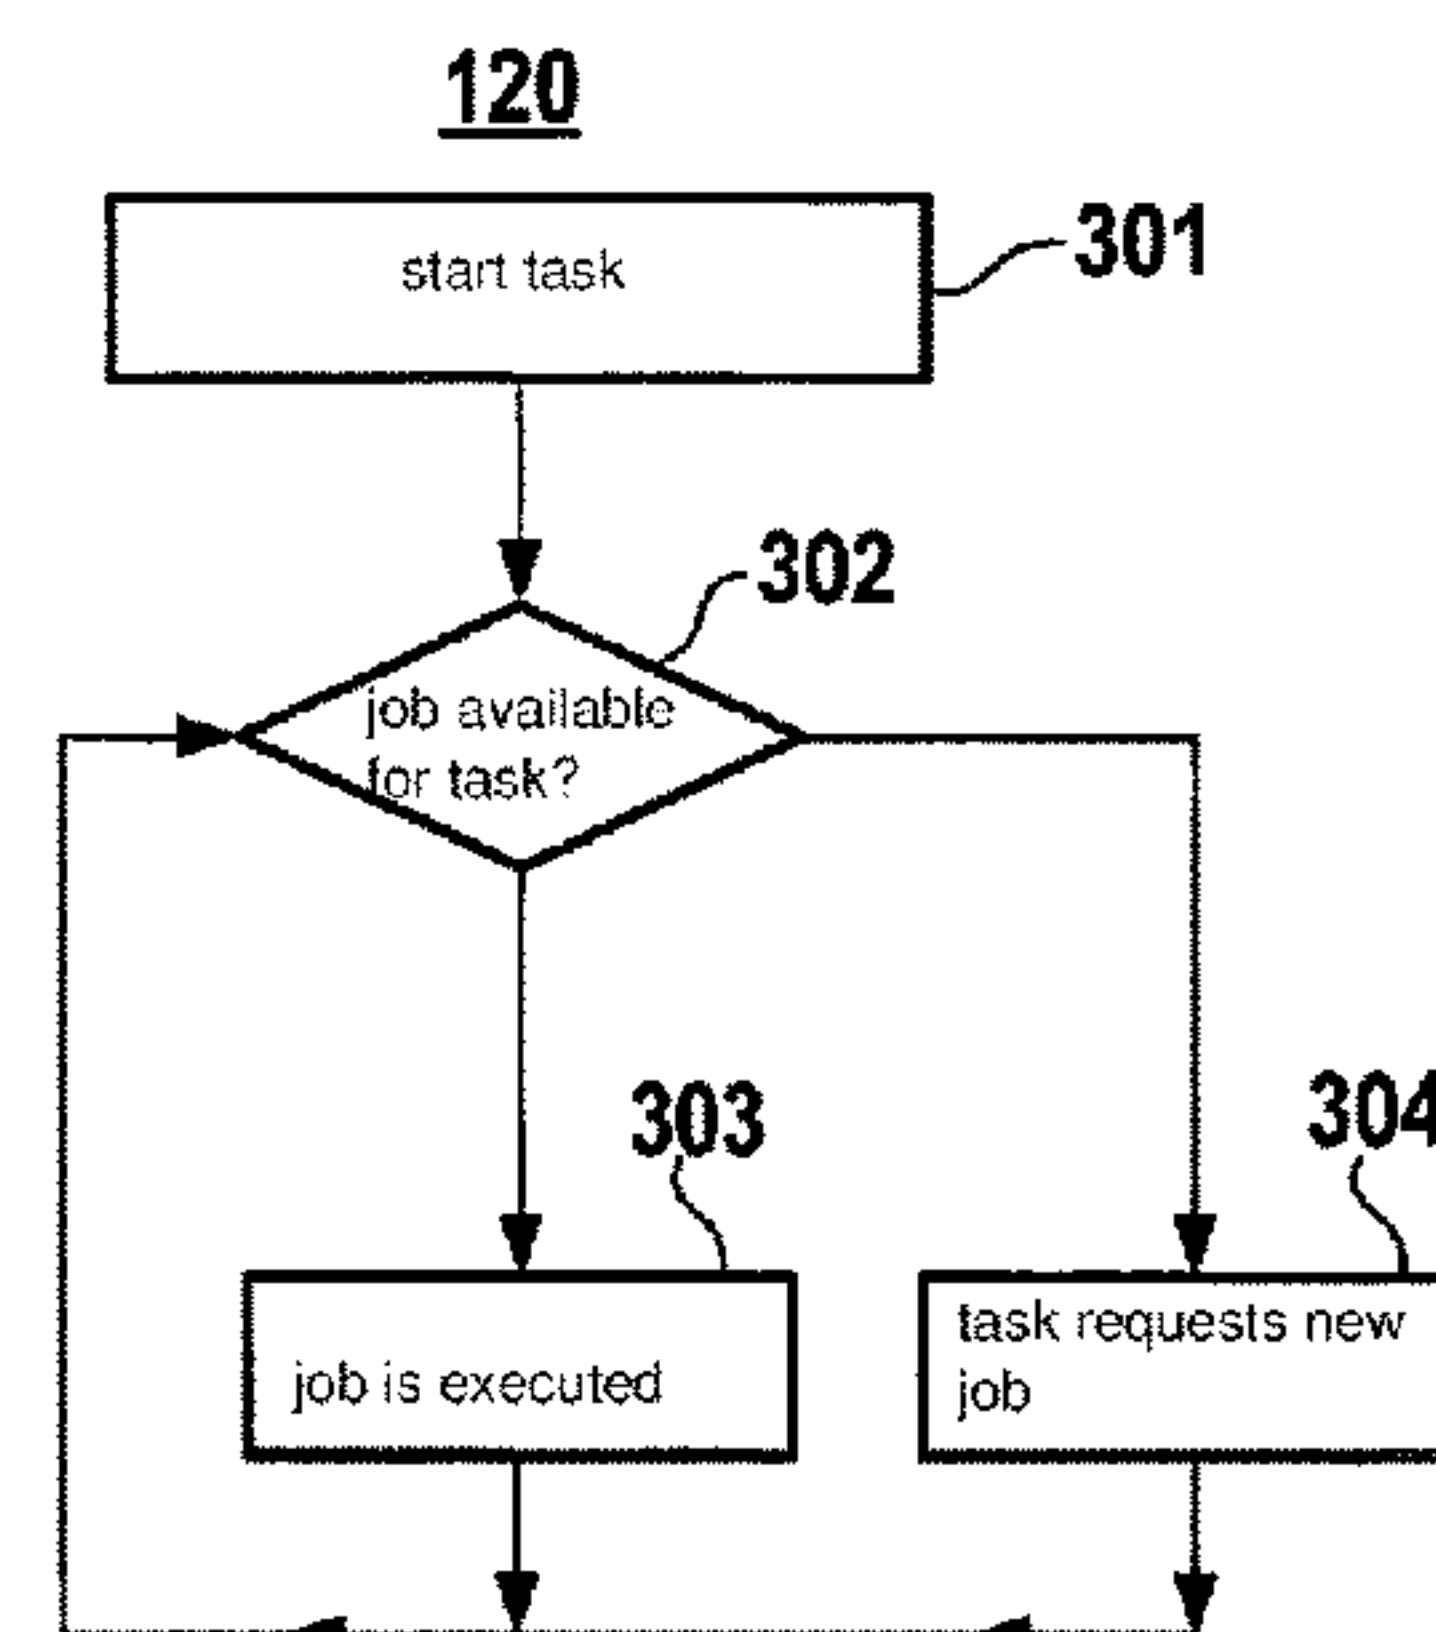 120
start task
301
302
job available
for task?
303
304
job is executed
task requests new
job